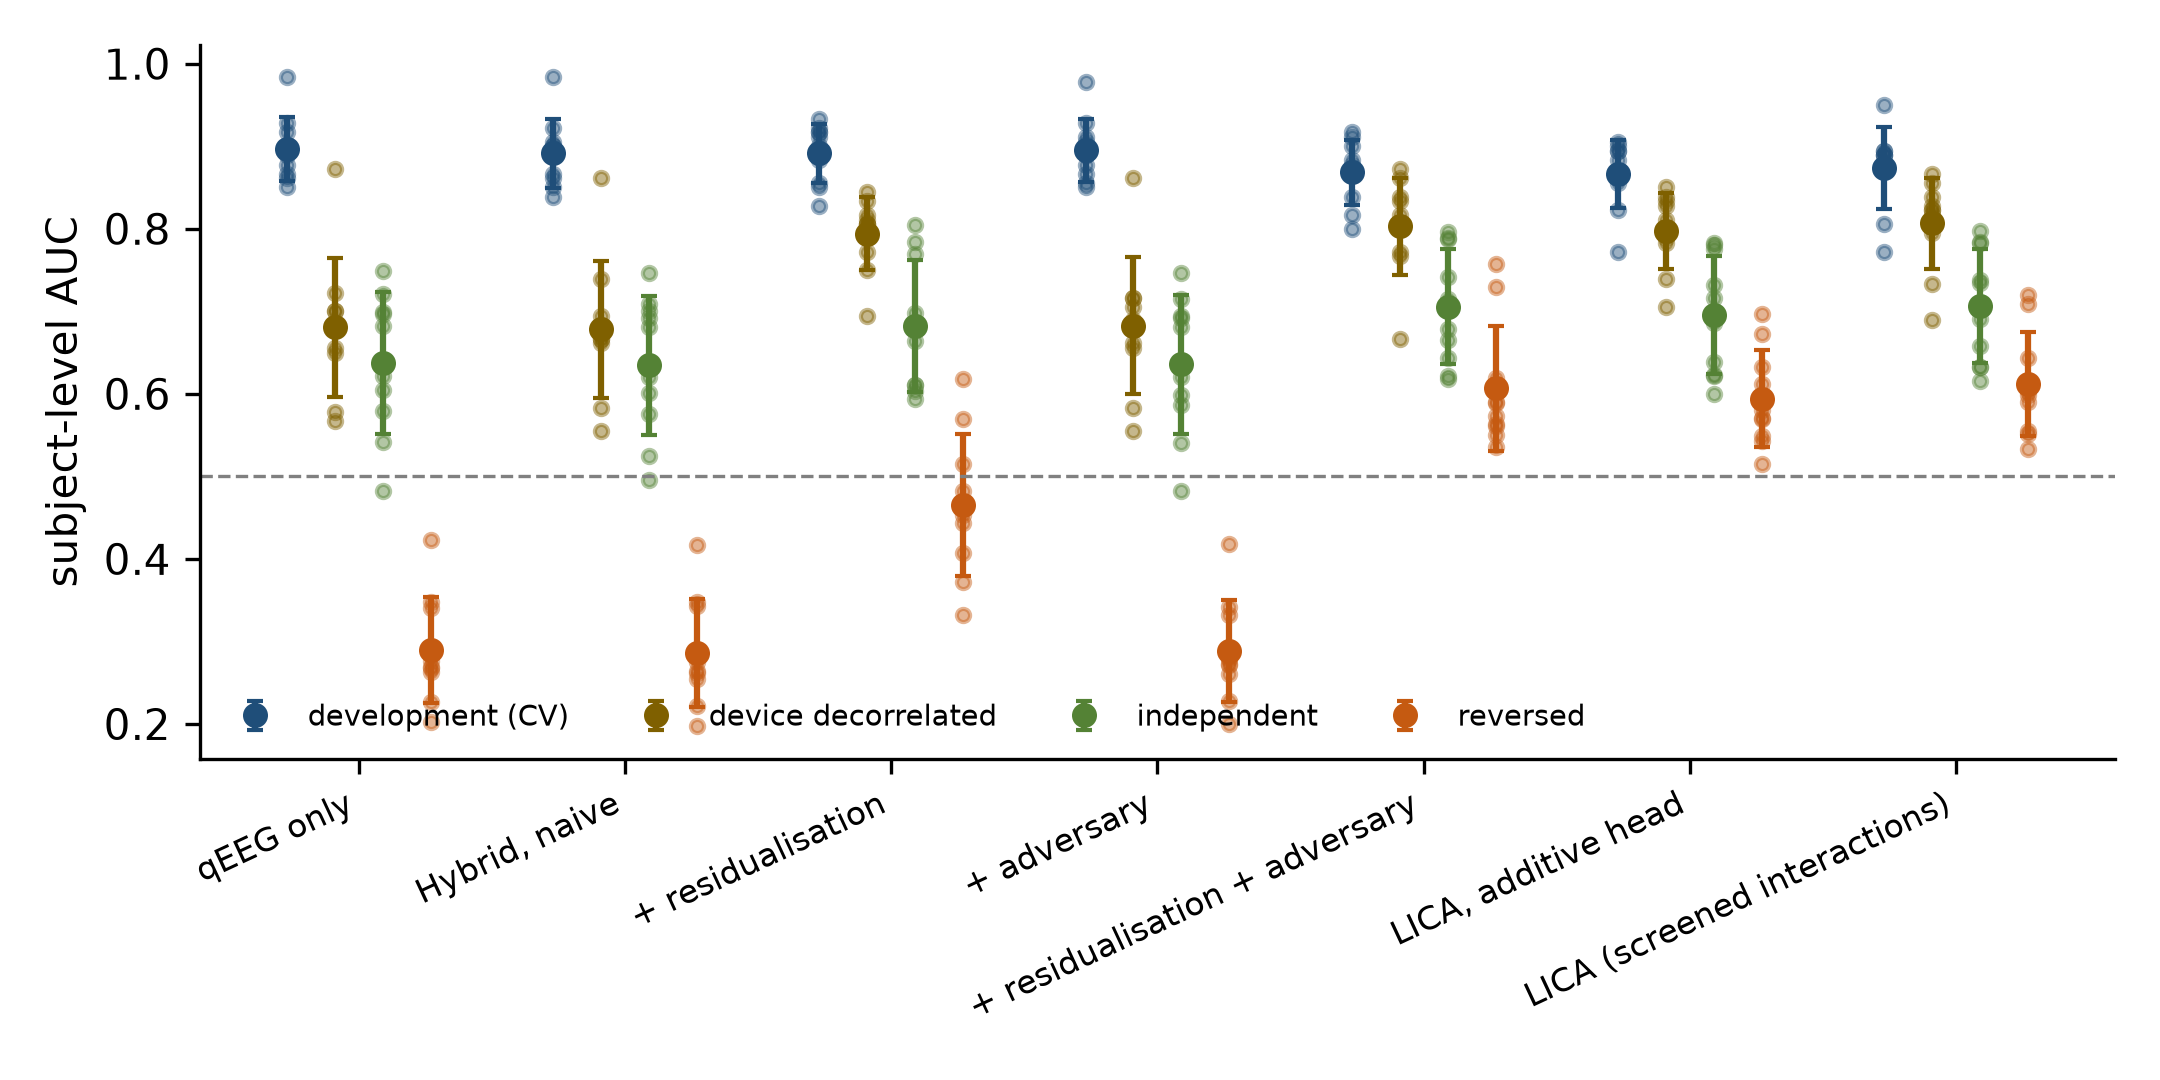 1.0
0.8
0.6
0.4
0.2
subject-level AUC
development (CV)
device decorrelated
independent
reversed
qEEG only
Hybrid, naive
+ residualisation
+ adversary
+ residualisation + adversary
LICA, additive head
LICA (screened interactions)